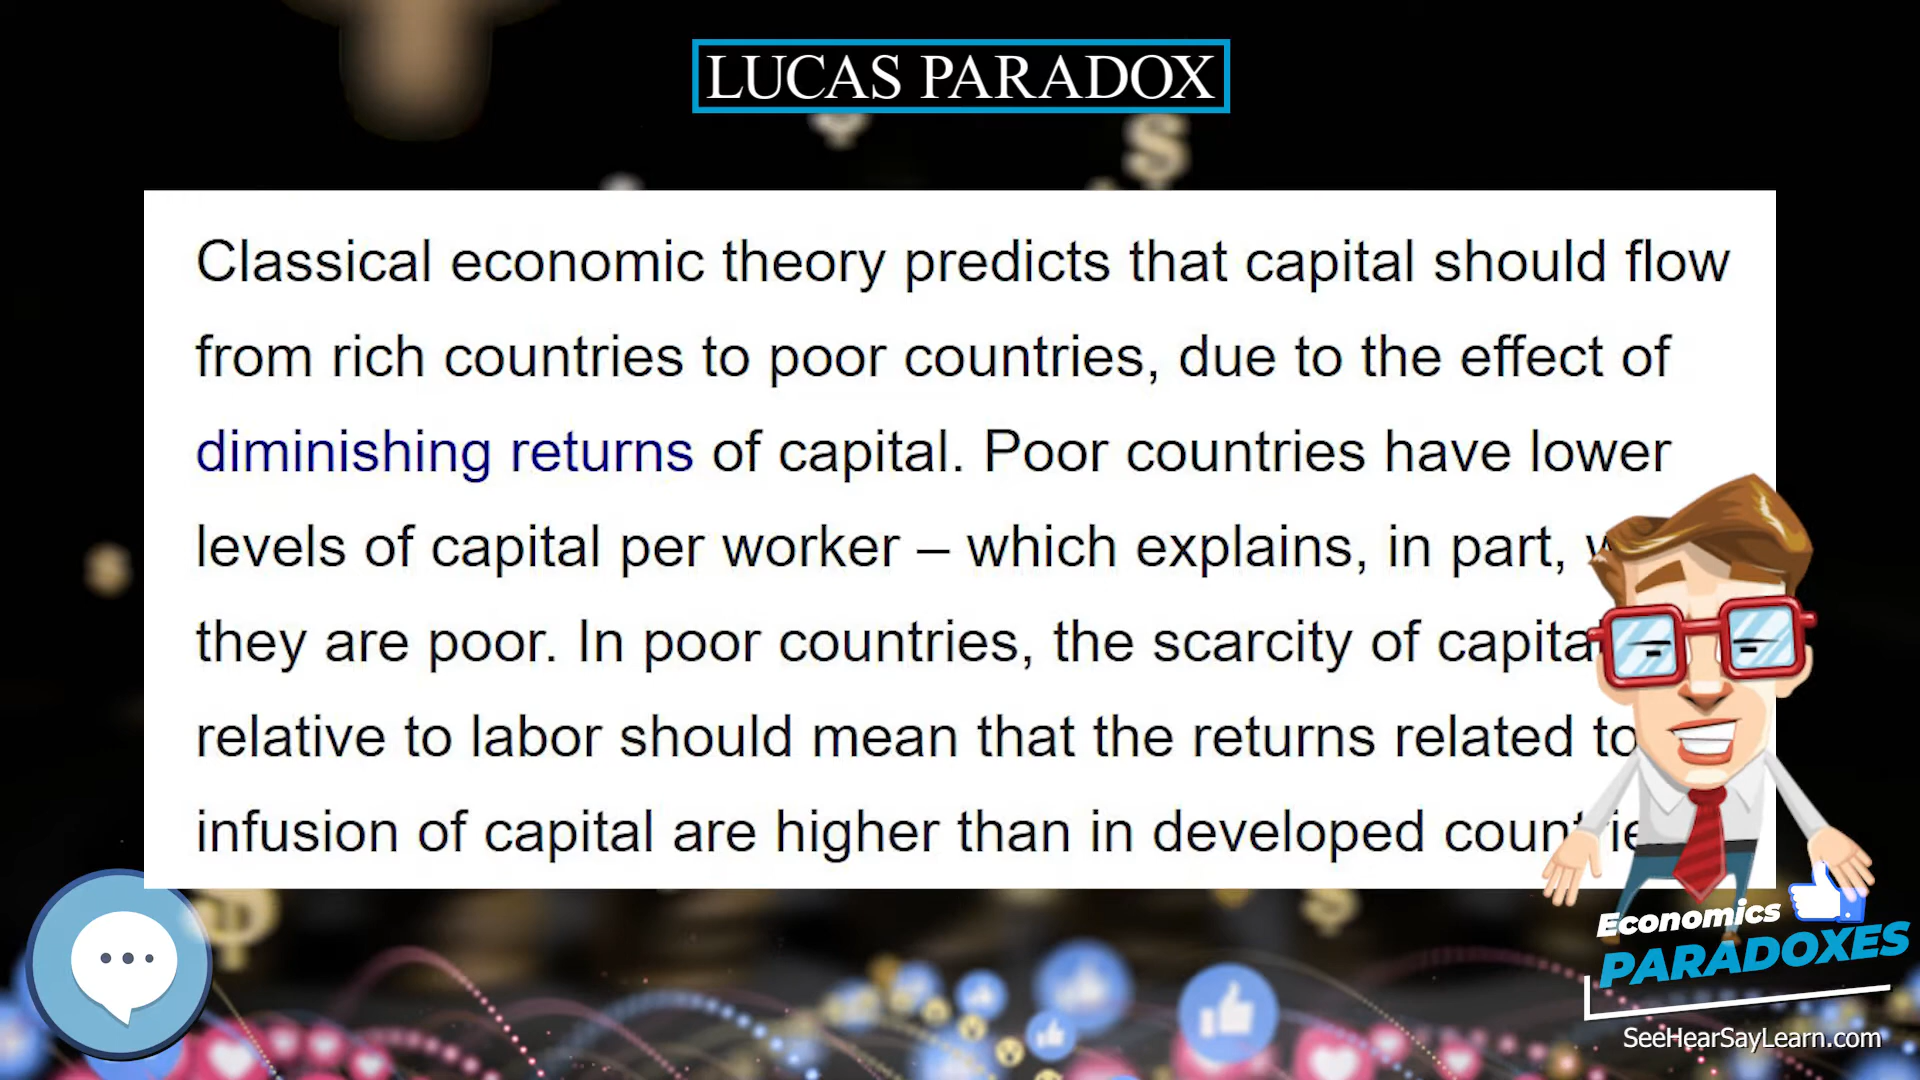 LUCAS PARADOX
Classical economic theory predicts that capital should flow
from rich countries to poor countries, due to the effect of
diminishing returns of capital. Poor countries have lower
levels of capital per worker – which explains, in part,
they are poor. In poor countries, the scarcity of capital
relative to labor should mean that the returns related to
infusion of capital are higher than in developed countries
Economics
PARADOXES
SeeHearSayLearn.com